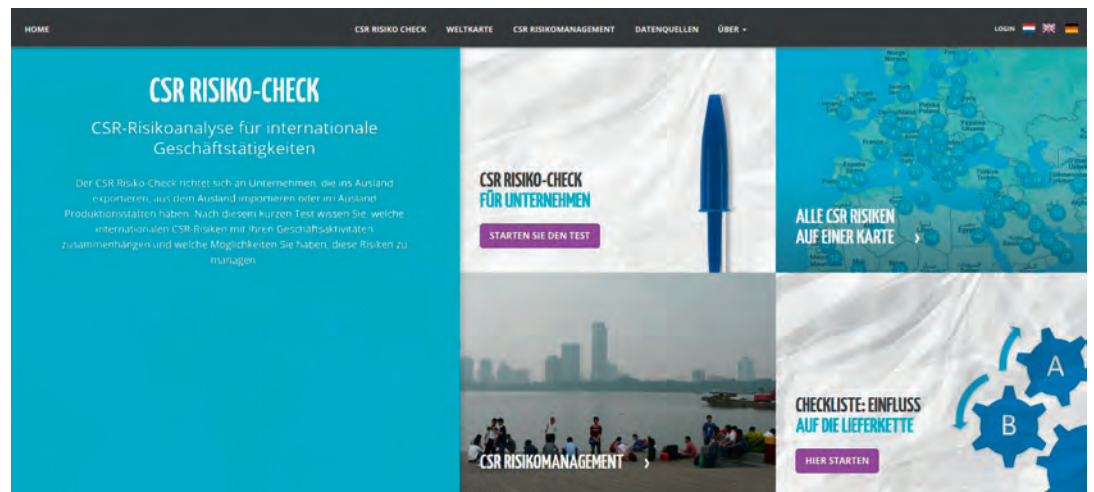 HOME
CSR RISIKO CHECK
WELTKARTE
CSR RISIKOMANAGEMENT
DATENQUELLEN
ÜBER
LOGIN
CSR RISIKO-CHECK
CSR-Risikoanalyse für internationale
Geschäftstätigkeiten
Der CSR Risiko-Check richtet sich an Unternehmen, die ins Ausland
exportieren, aus dem Ausland importieren oder im Ausland
Produktionsstätten haben. Nach diesem kurzen Test wissen Sie, welche
internationalen CSR-Risiken mit Ihren Geschäftsaktivitäten
zusammenhängen und welche Möglichkeiten Sie haben, diese Risiken zu
managen.
CSR RISIKO-CHECK
FÜR UNTERNEHMEN
STARTEN SIE DEN TEST
ALLE CSR RISIKEN
AUF EINER KARTE
CSR RISIKOMANAGEMENT
CHECKLISTE: EINFLUSS
AUF DIE LIEFERKETTE
HIER STARTEN
A
B